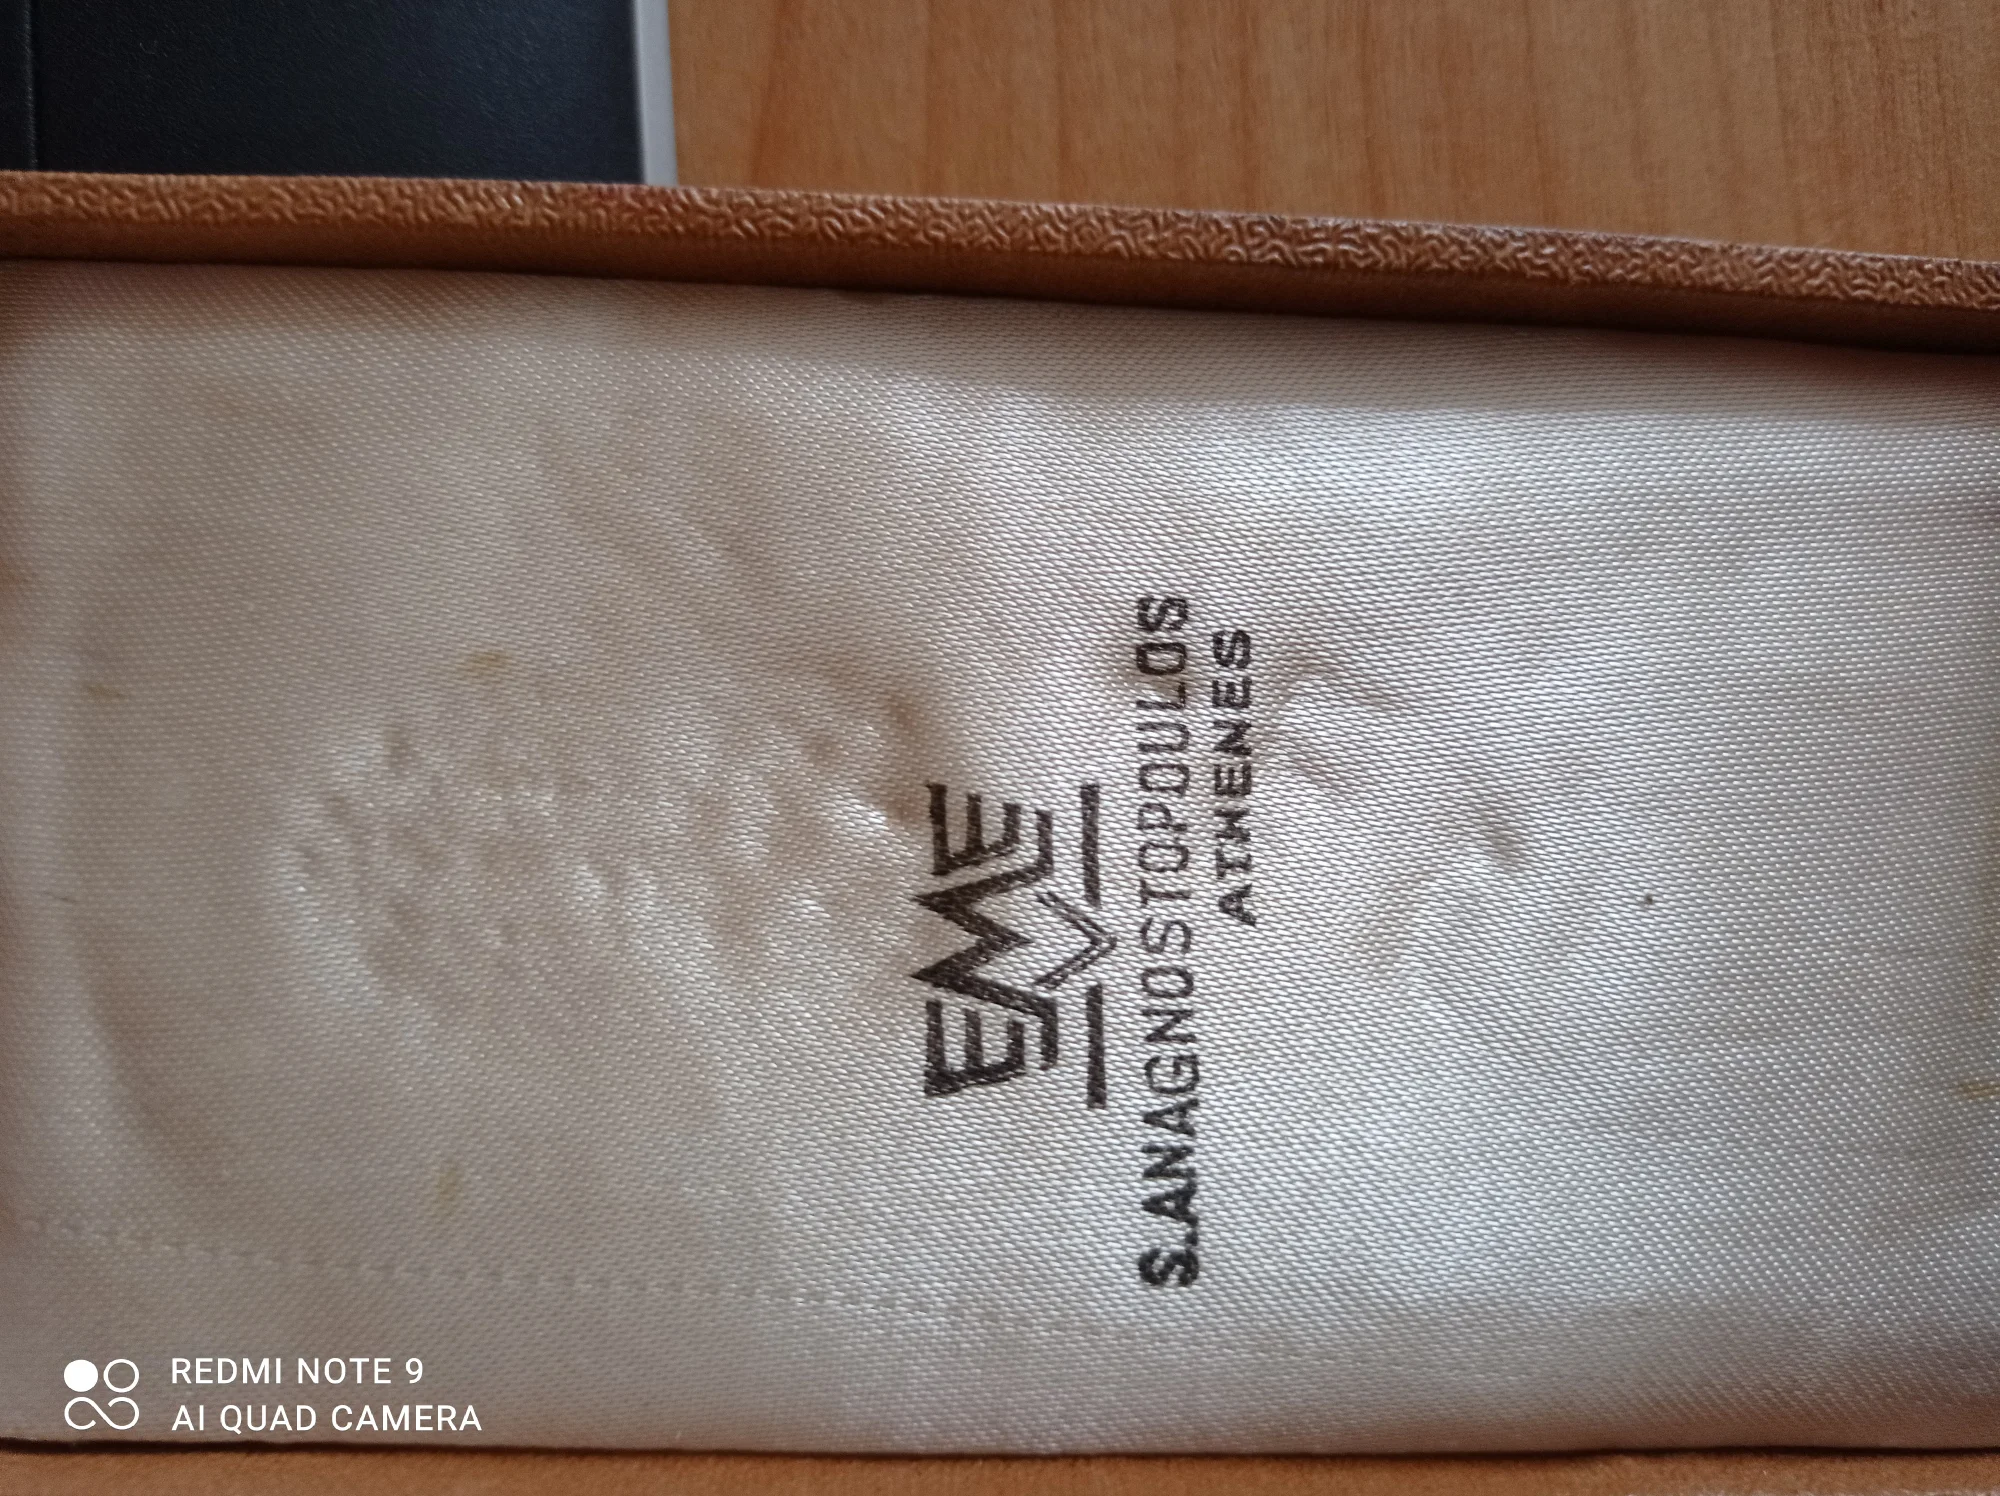 EME
S.ANAGNOSTOPOULOS
ATHENES
REDMI NOTE 9
AI QUAD CAMERA